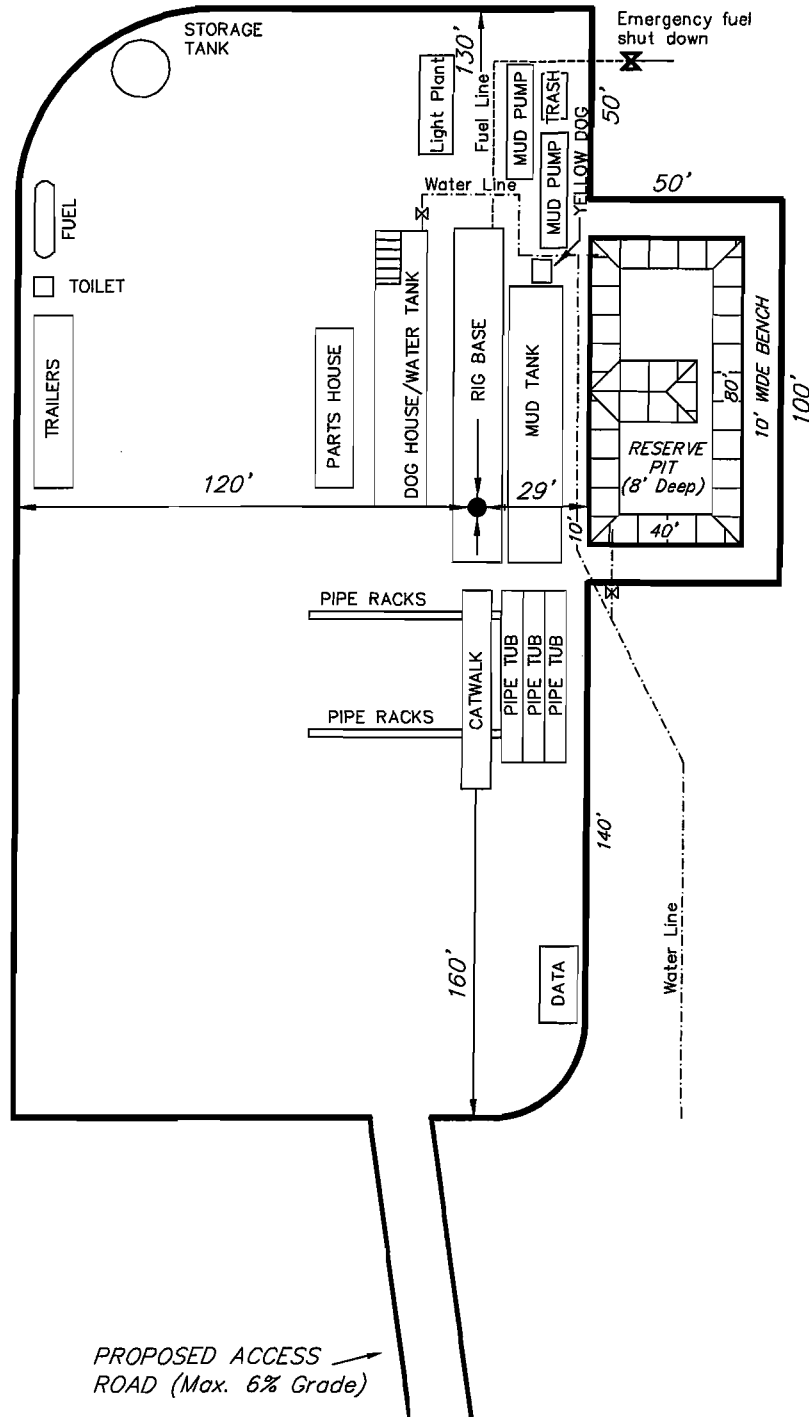 STORAGE
TANK
Emergency fuel
shut down
130'
Light Plant
Fuel Line
MUD PUMP
TRASH
MUD PUMP
YELLOW DOG
50'
50'
Water Line
FUEL
TOILET
TRAILERS
PARTS HOUSE
DOG HOUSE/WATER TANK
RIG BASE
MUD TANK
80'
10' WIDE BENCH
100'
RESERVE
PIT
(8' Deep)
40'
120'
29'
10'
PIPE RACKS
PIPE RACKS
CATWALK
PIPE TUB
PIPE TUB
PIPE TUB
140'
160'
DATA
Water Line
PROPOSED ACCESS
ROAD (Max. 6% Grade)